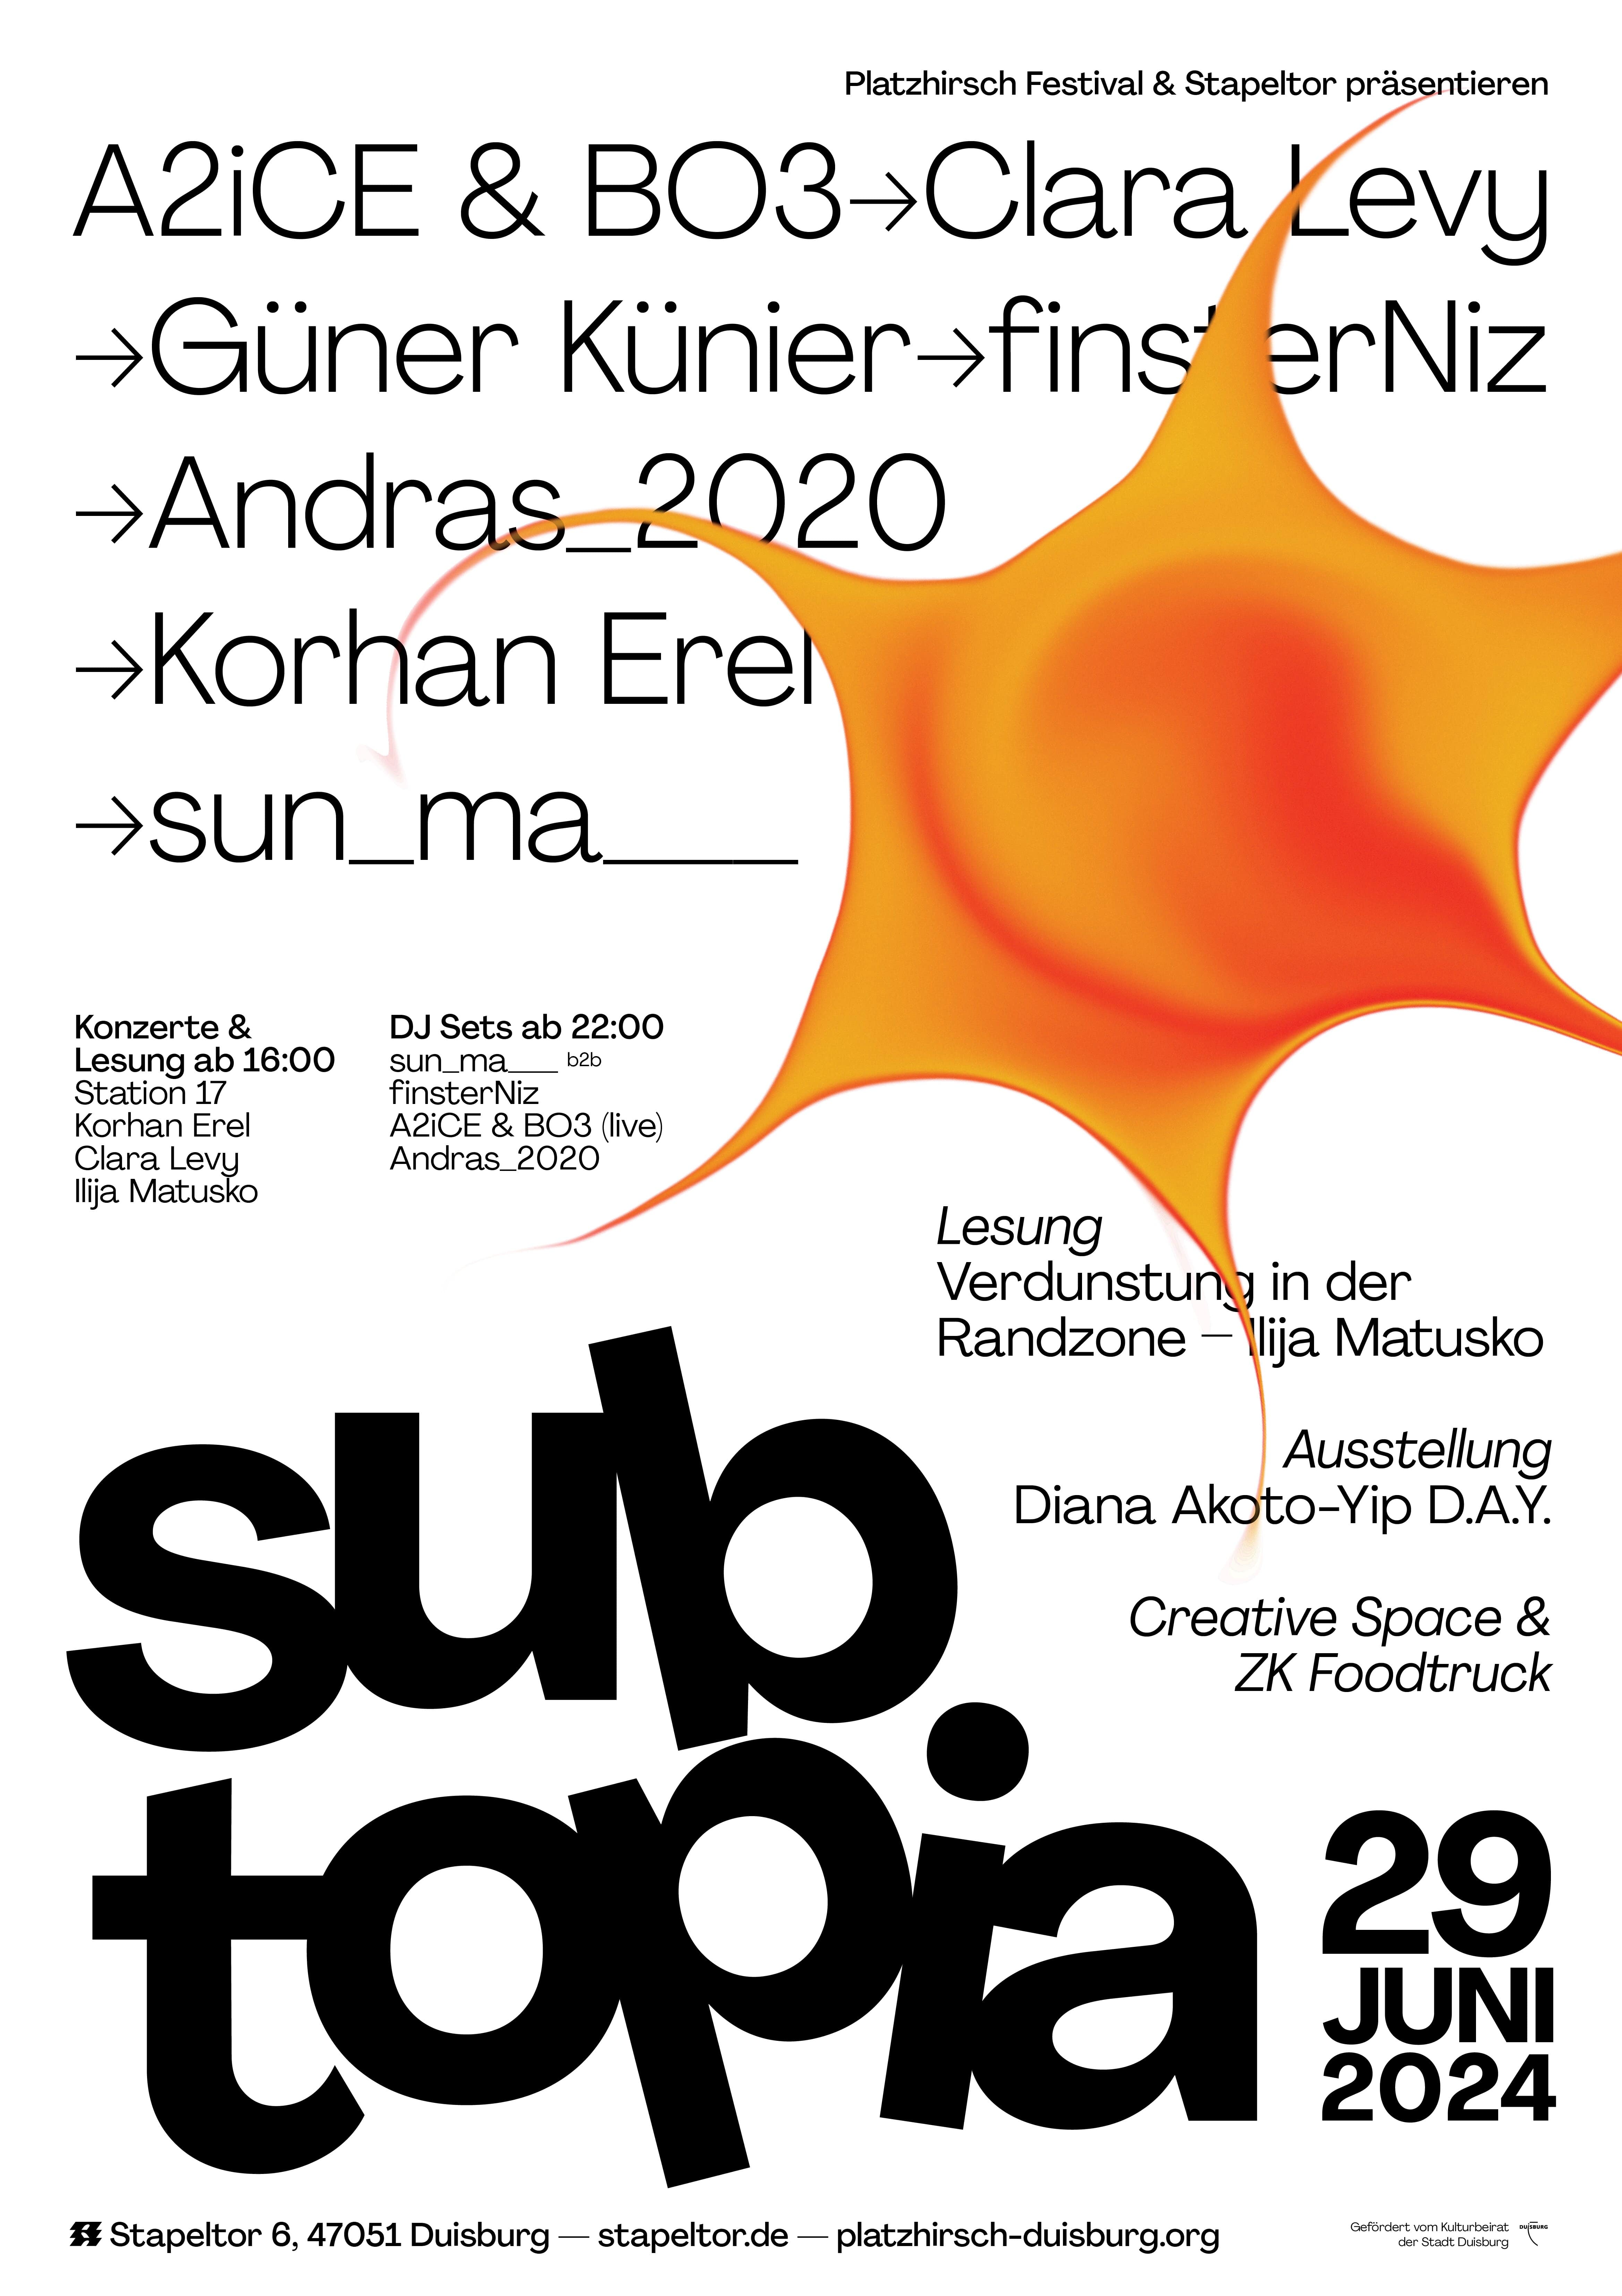 Platzhirsch Festival & Stapeltor präsentieren
A2iCE & BO3→Clara Levy
→Güner Künier→finsterNiz
→Andras_2020
→Korhan Erel
→sun_ma___
Konzerte &
Lesung ab 16:00
Station 17
Korhan Erel
Clara Levy
Ilija Matusko
DJ Sets ab 22:00
sun_ma___ b2b
finsterNiz
A2iCE & BO3 (live)
Andras_2020
Lesung
Verdunstung in der
Randzone — Ilija Matusko
Ausstellung
Diana Akoto-Yip D.A.Y.
Creative Space &
ZK Foodtruck
sub
topia
29
JUNI
2024
Stapeltor 6, 47051 Duisburg — stapeltor.de — platzhirsch-duisburg.org
Gefördert vom Kulturbeirat
der Stadt Duisburg
DUISBURG